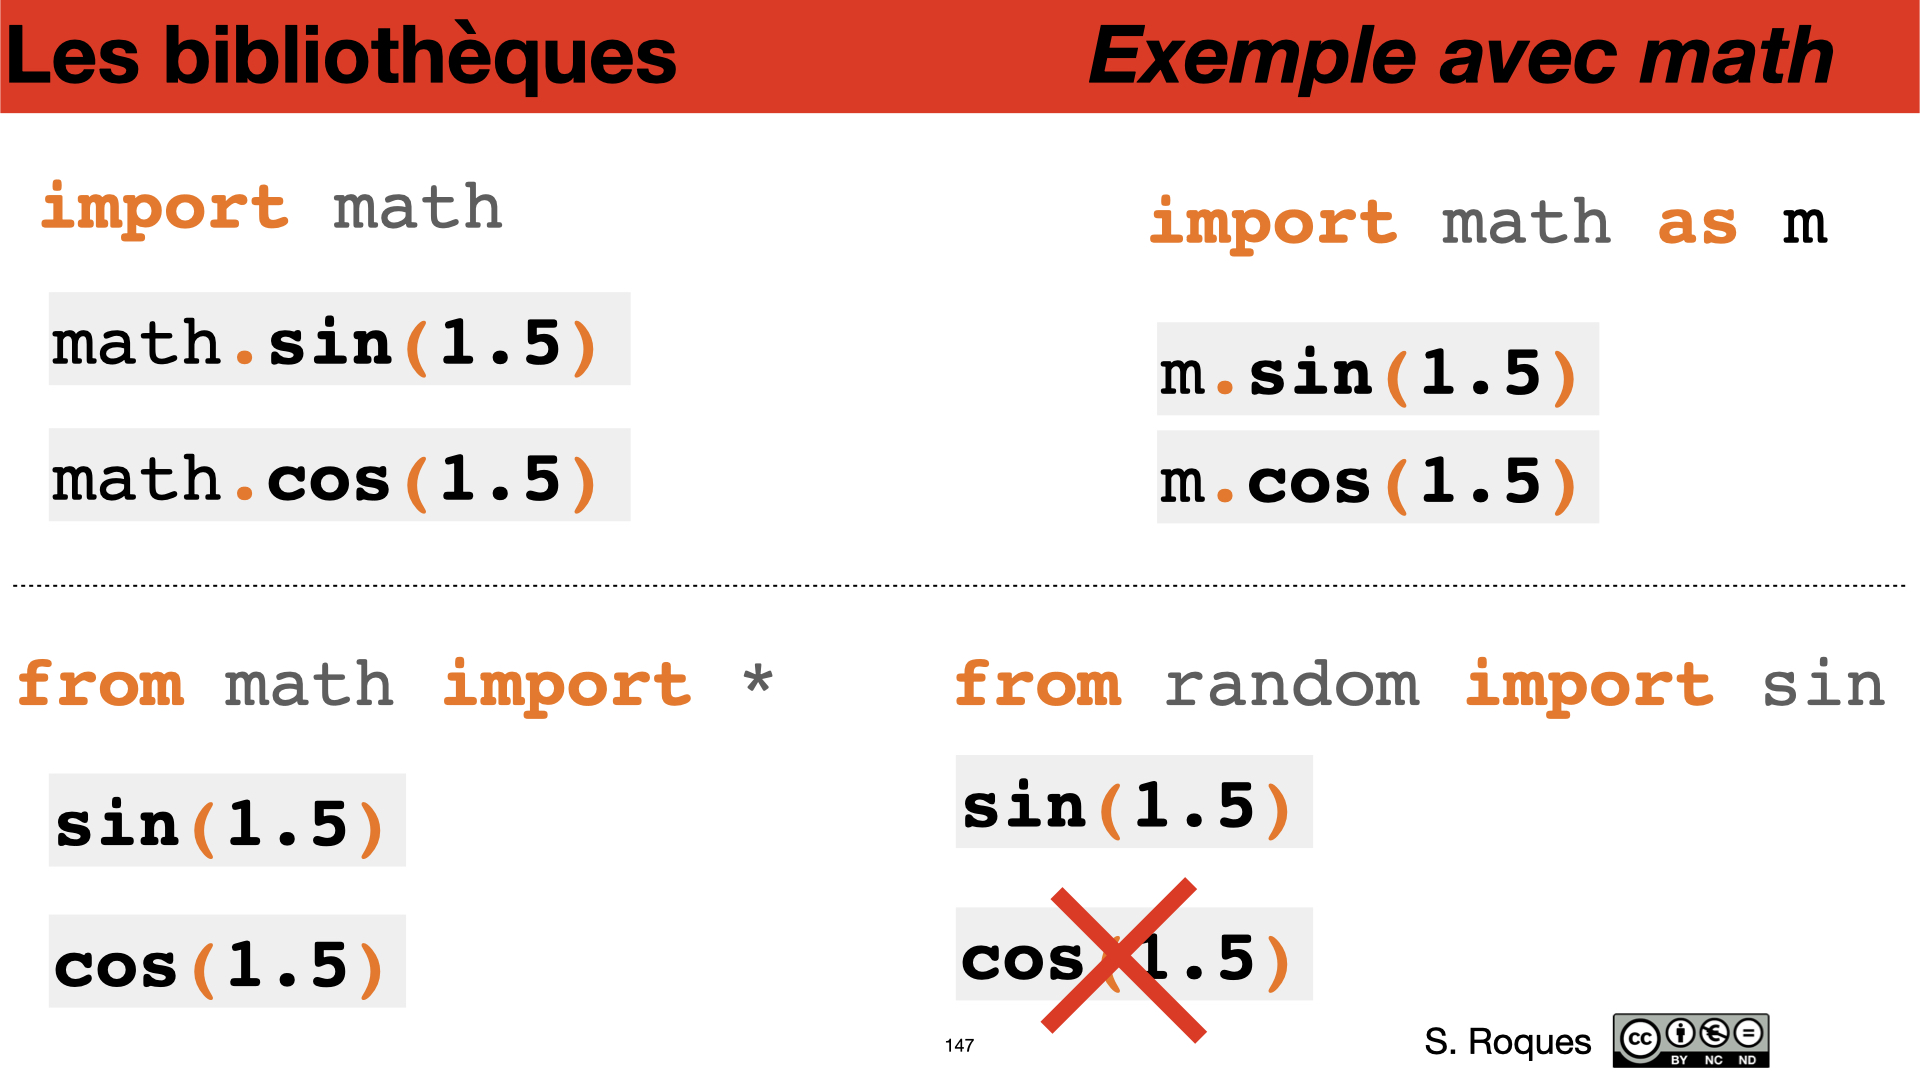 Les bibliothèques
Exemple avec math
import math
math.sin(1.5)
math.cos(1.5)
import math as m
m.sin(1.5)
m.cos(1.5)
from math import *
sin(1.5)
cos(1.5)
from random import sin
sin(1.5)
cos(1.5)
147
S. Roques
cc
BY NC ND